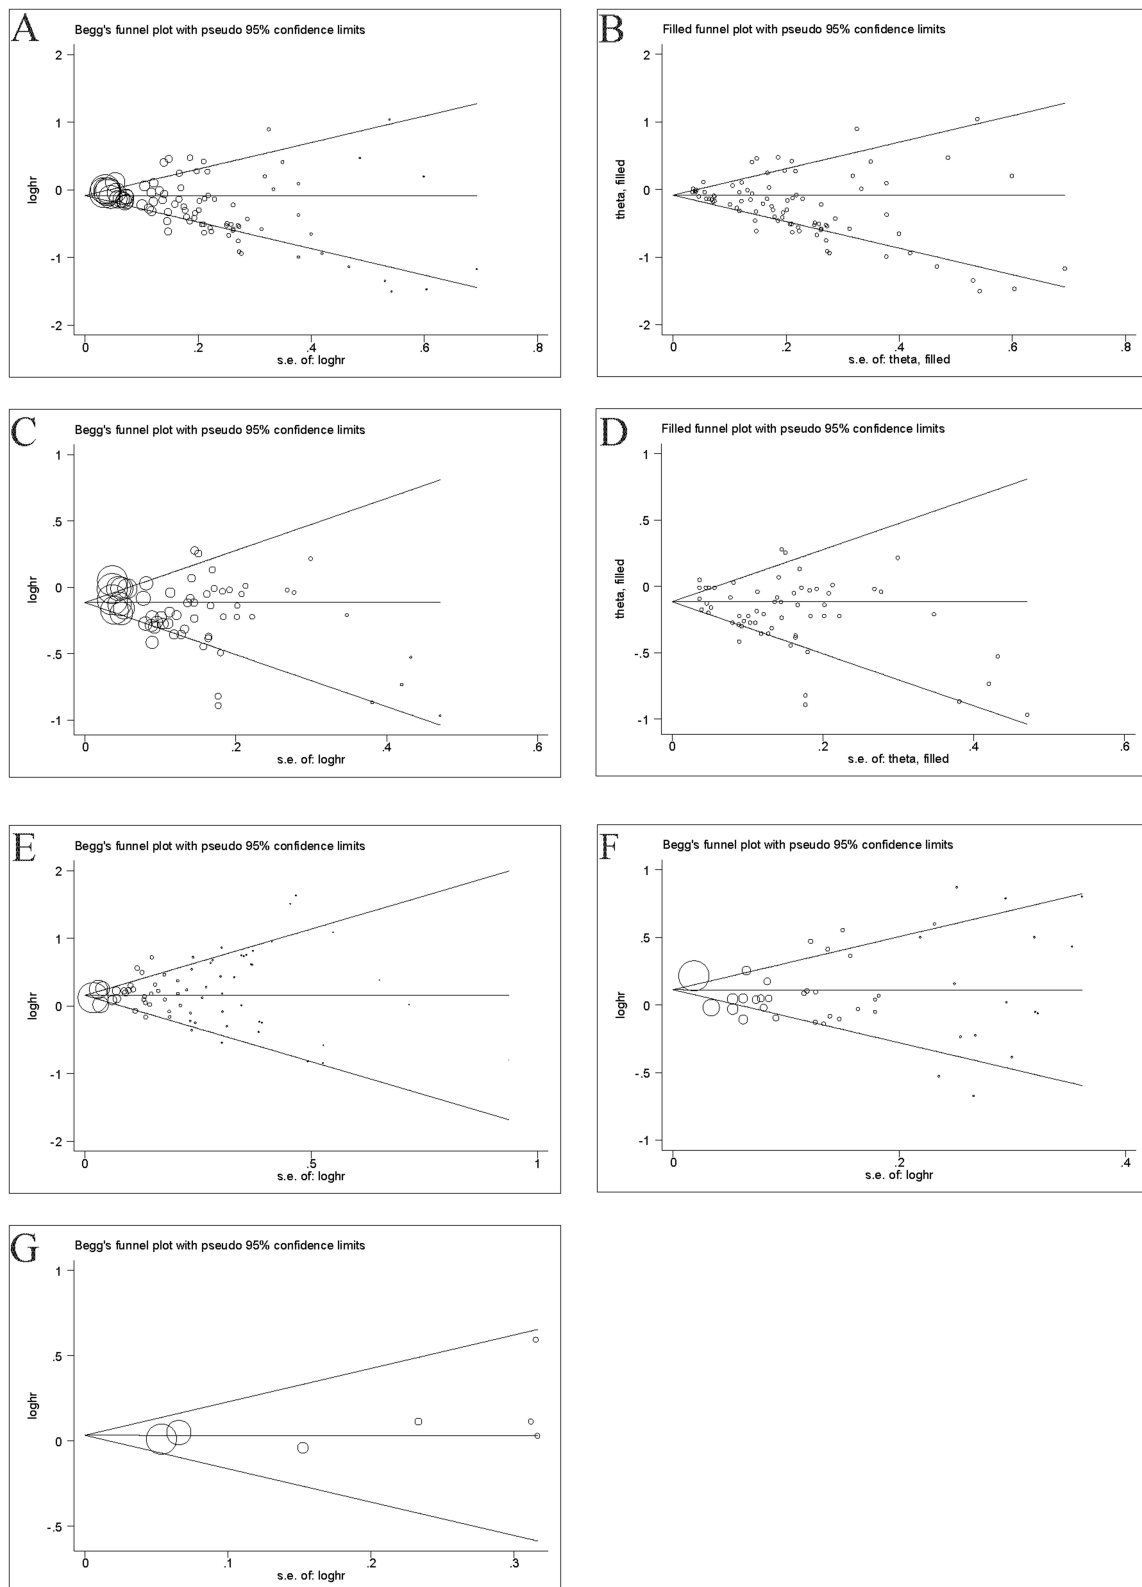 A
Begg's funnel plot with pseudo 95% confidence limits
2
1
0
-1
-2
loghr
0
.2
.4
.6
.8
s.e. of: loghr
B
Filled funnel plot with pseudo 95% confidence limits
2
1
0
-1
-2
theta, filled
0
.2
.4
.6
.8
s.e. of: theta, filled
C
Begg's funnel plot with pseudo 95% confidence limits
1
.5
0
-.5
-1
loghr
0
.2
.4
.6
s.e. of: loghr
D
Filled funnel plot with pseudo 95% confidence limits
1
.5
0
-.5
-1
theta, filled
0
.2
.4
.6
s.e. of: theta, filled
E
Begg's funnel plot with pseudo 95% confidence limits
2
1
0
-1
-2
loghr
0
.5
1
s.e. of: loghr
F
Begg's funnel plot with pseudo 95% confidence limits
1
.5
0
-.5
-1
loghr
0
.2
.4
s.e. of: loghr
G
Begg's funnel plot with pseudo 95% confidence limits
1
.5
0
-.5
loghr
0
.1
.2
.3
s.e. of: loghr